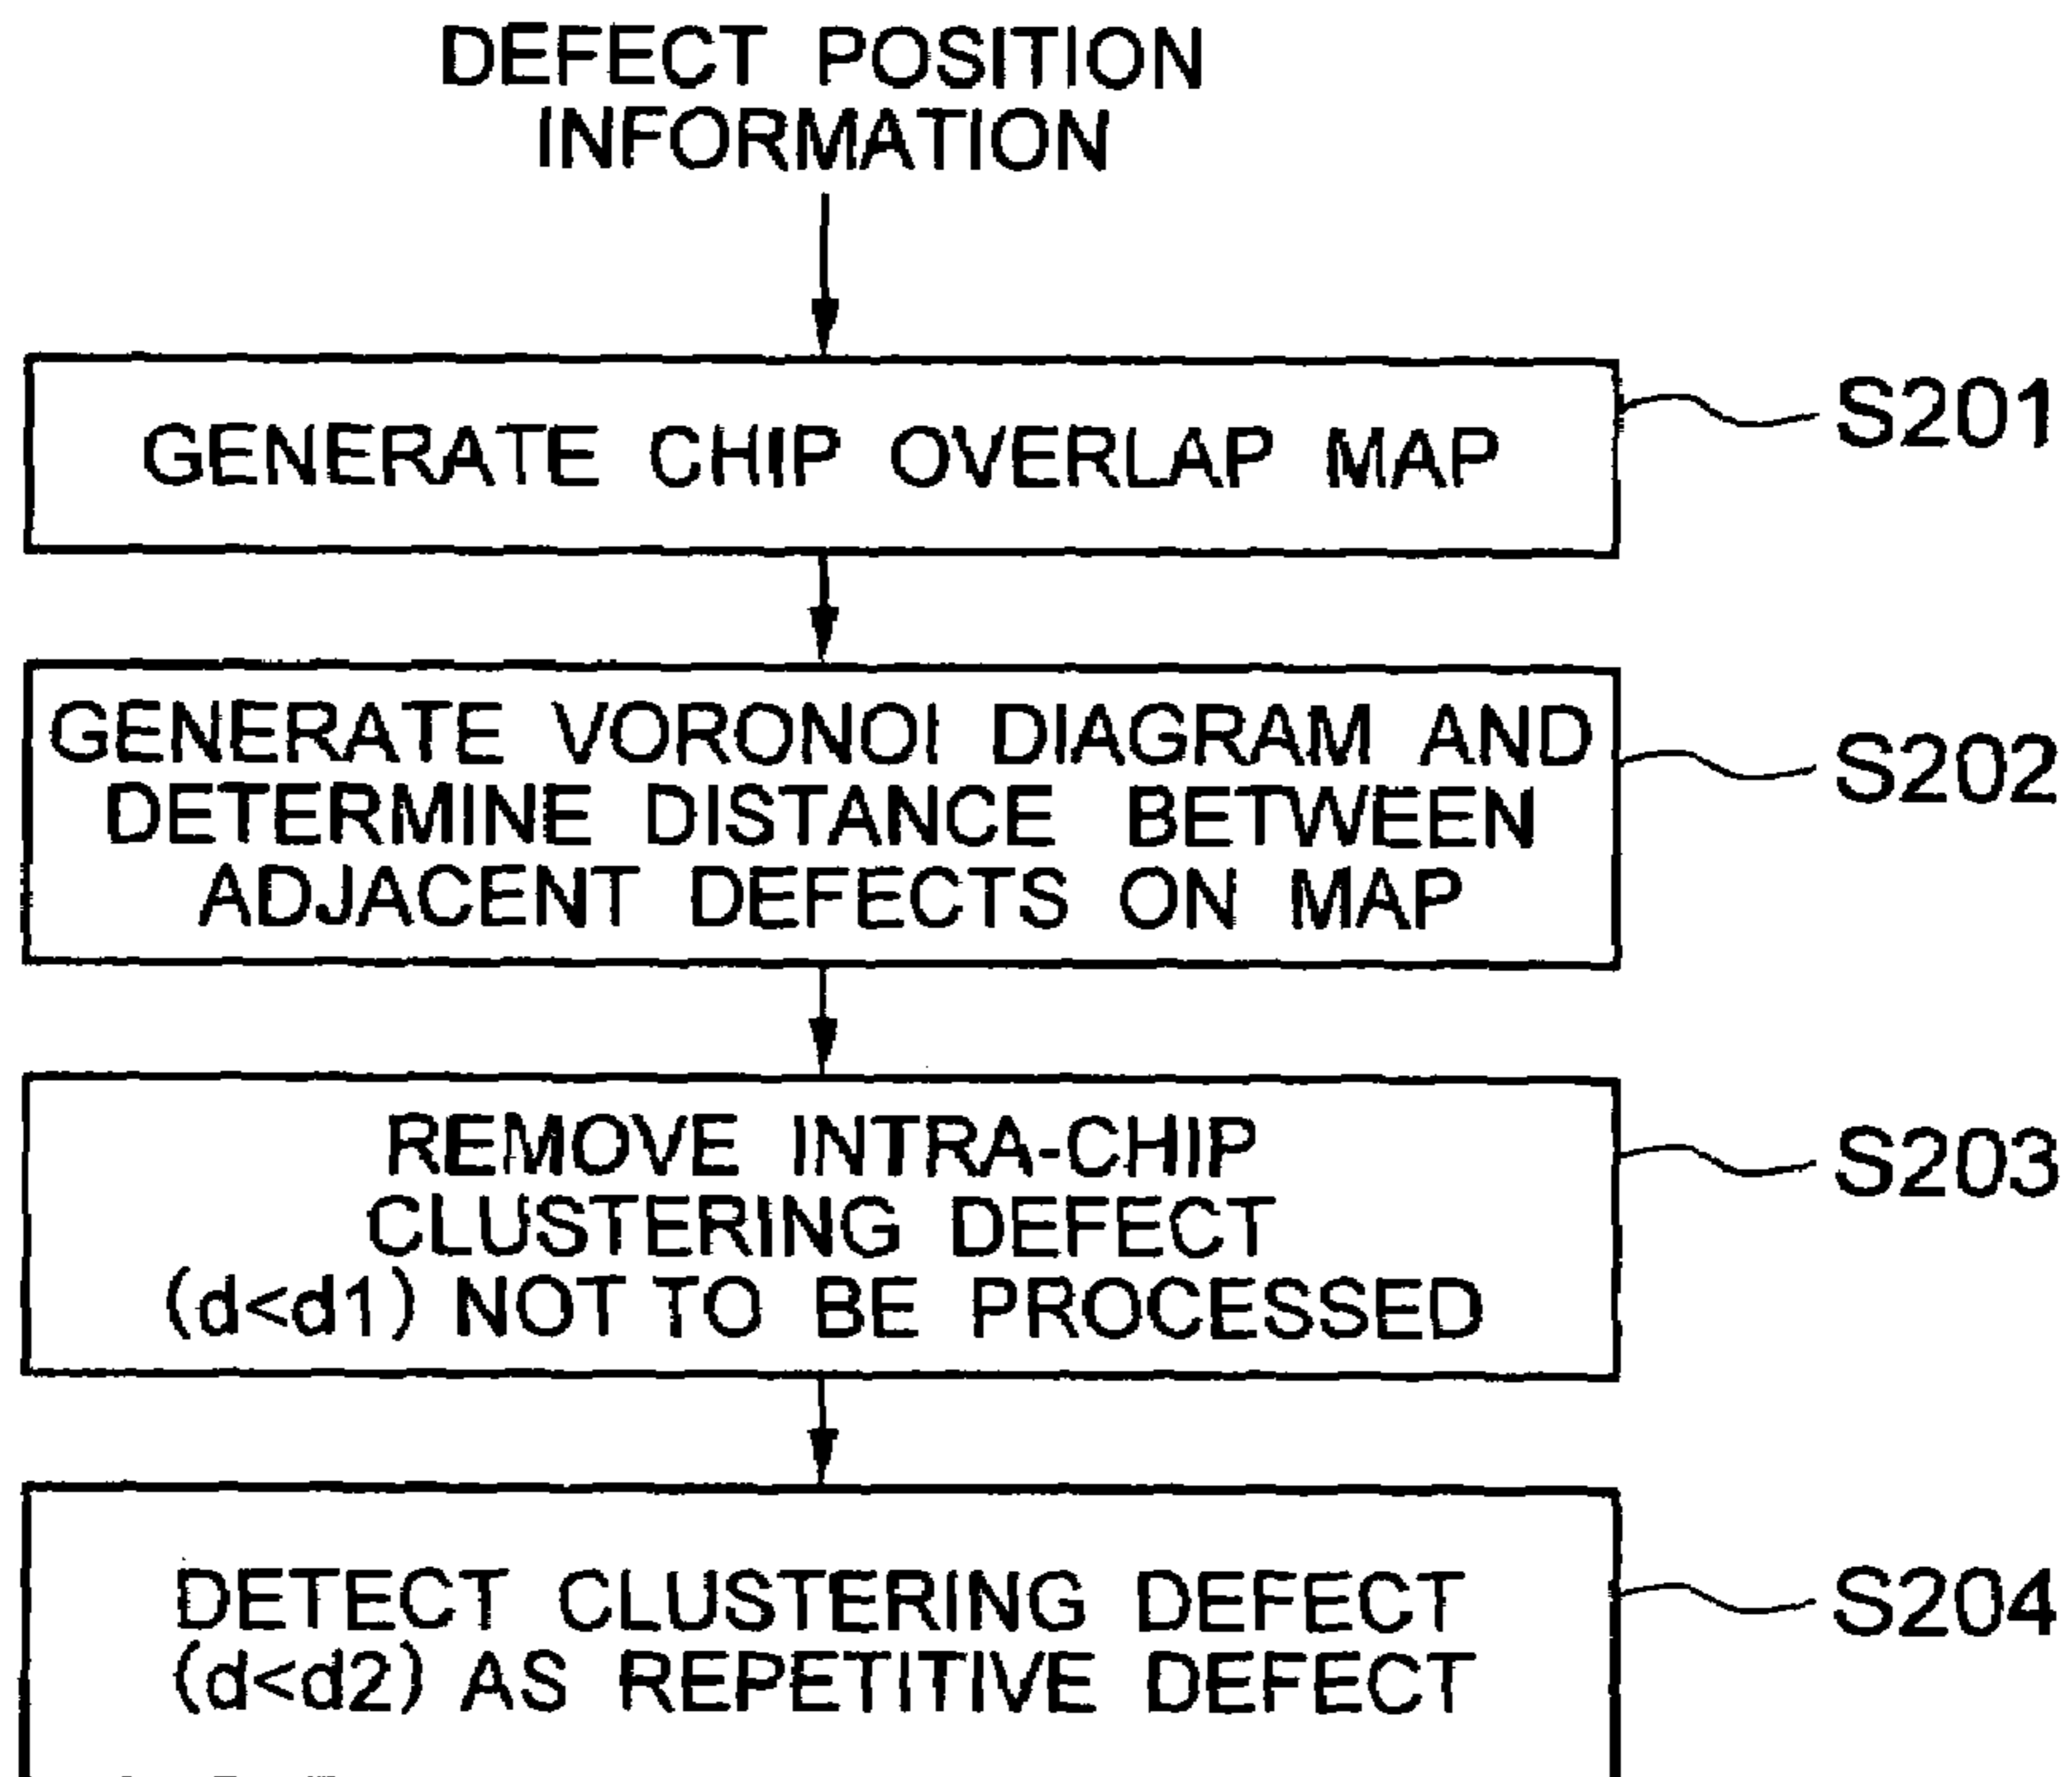 DEFECT POSITION
INFORMATION
GENERATE CHIP OVERLAP MAP
S201
GENERATE VORONOI DIAGRAM AND
DETERMINE DISTANCE BETWEEN
ADJACENT DEFECTS ON MAP
S202
REMOVE INTRA-CHIP
CLUSTERING DEFECT
(d<d1) NOT TO BE PROCESSED
S203
DETECT CLUSTERING DEFECT
(d<d2) AS REPETITIVE DEFECT
S204